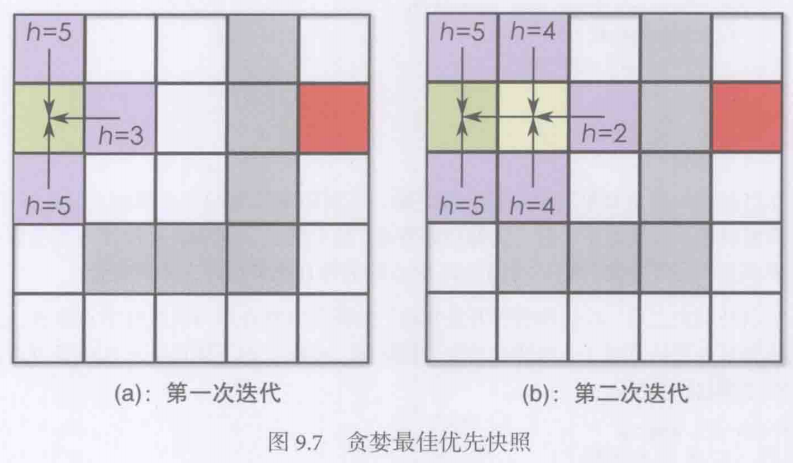 h=5
h=3
h=5
h=5 h=4
h=2
h=5 h=4
(a): 第一次迭代
(b): 第二次迭代
图 9.7 贪婪最佳优先快照